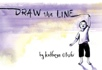 DRAW the LINE
by kathryn otoshi